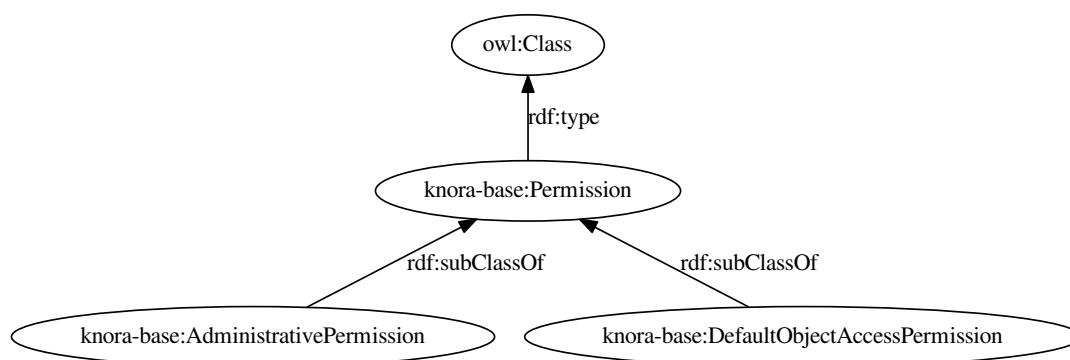 owl:Class
rdf:type
knora-base:Permission
rdf:subClassOf
rdf:subClassOf
knora-base:AdministrativePermission
knora-base:DefaultObjectAccessPermission